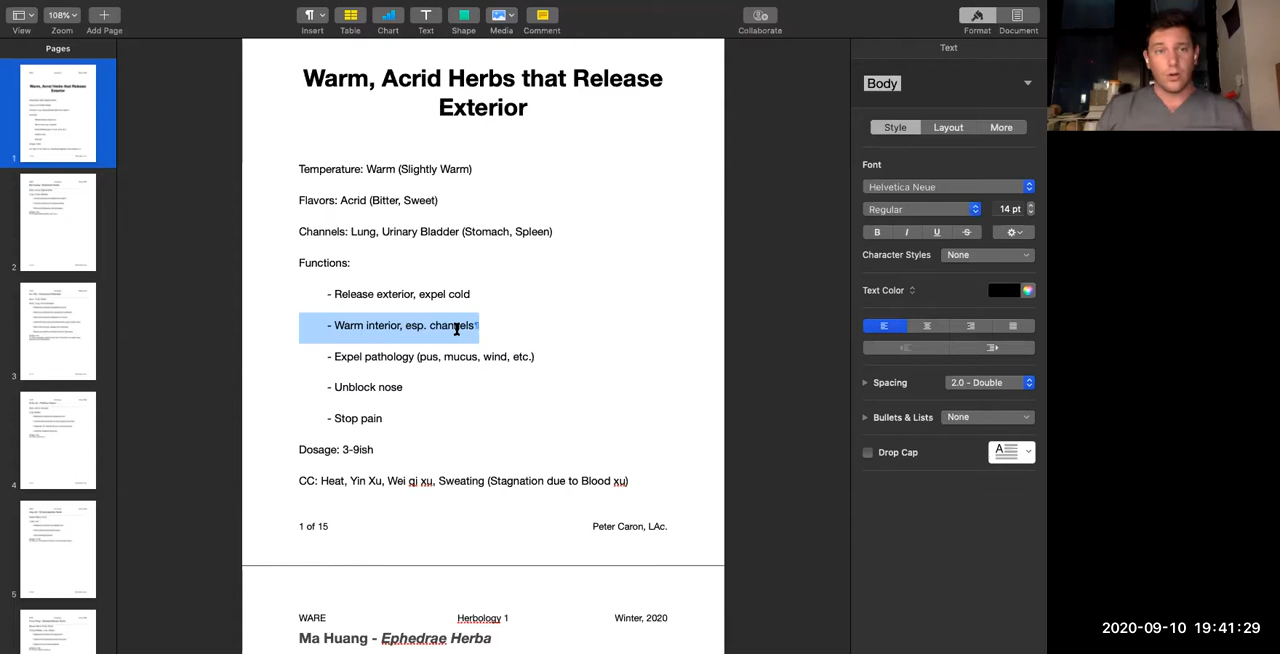 108%
View
Zoom
Add Page
Insert
Table
Chart
Text
Shape
Media
Comment
Collaborate
Format
Document
Pages
1
2
3
4
5
Warm, Acrid Herbs that Release
Exterior
Temperature: Warm (Slightly Warm)
Flavors: Acrid (Bitter, Sweet)
Channels: Lung, Urinary Bladder (Stomach, Spleen)
Functions:
- Release exterior, expel cold
- Warm interior, esp. channels
- Expel pathology (pus, mucus, wind, etc.)
- Unblock nose
- Stop pain
Dosage: 3-9ish
CC: Heat, Yin Xu, Wei qi xu, Sweating (Stagnation due to Blood xu)
1 of 15
Peter Caron, LAc.
WARE
Herbology 1
Winter, 2020
Ma Huang - Ephedrae Herba
Text
Body
Style
Layout
More
Font
Helvetica Neue
Regular
14 pt
B I U S
Character Styles
None
Text Color
Spacing
2.0 - Double
Bullets & Lists
None
Drop Cap
A
2020-09-10 19:41:29